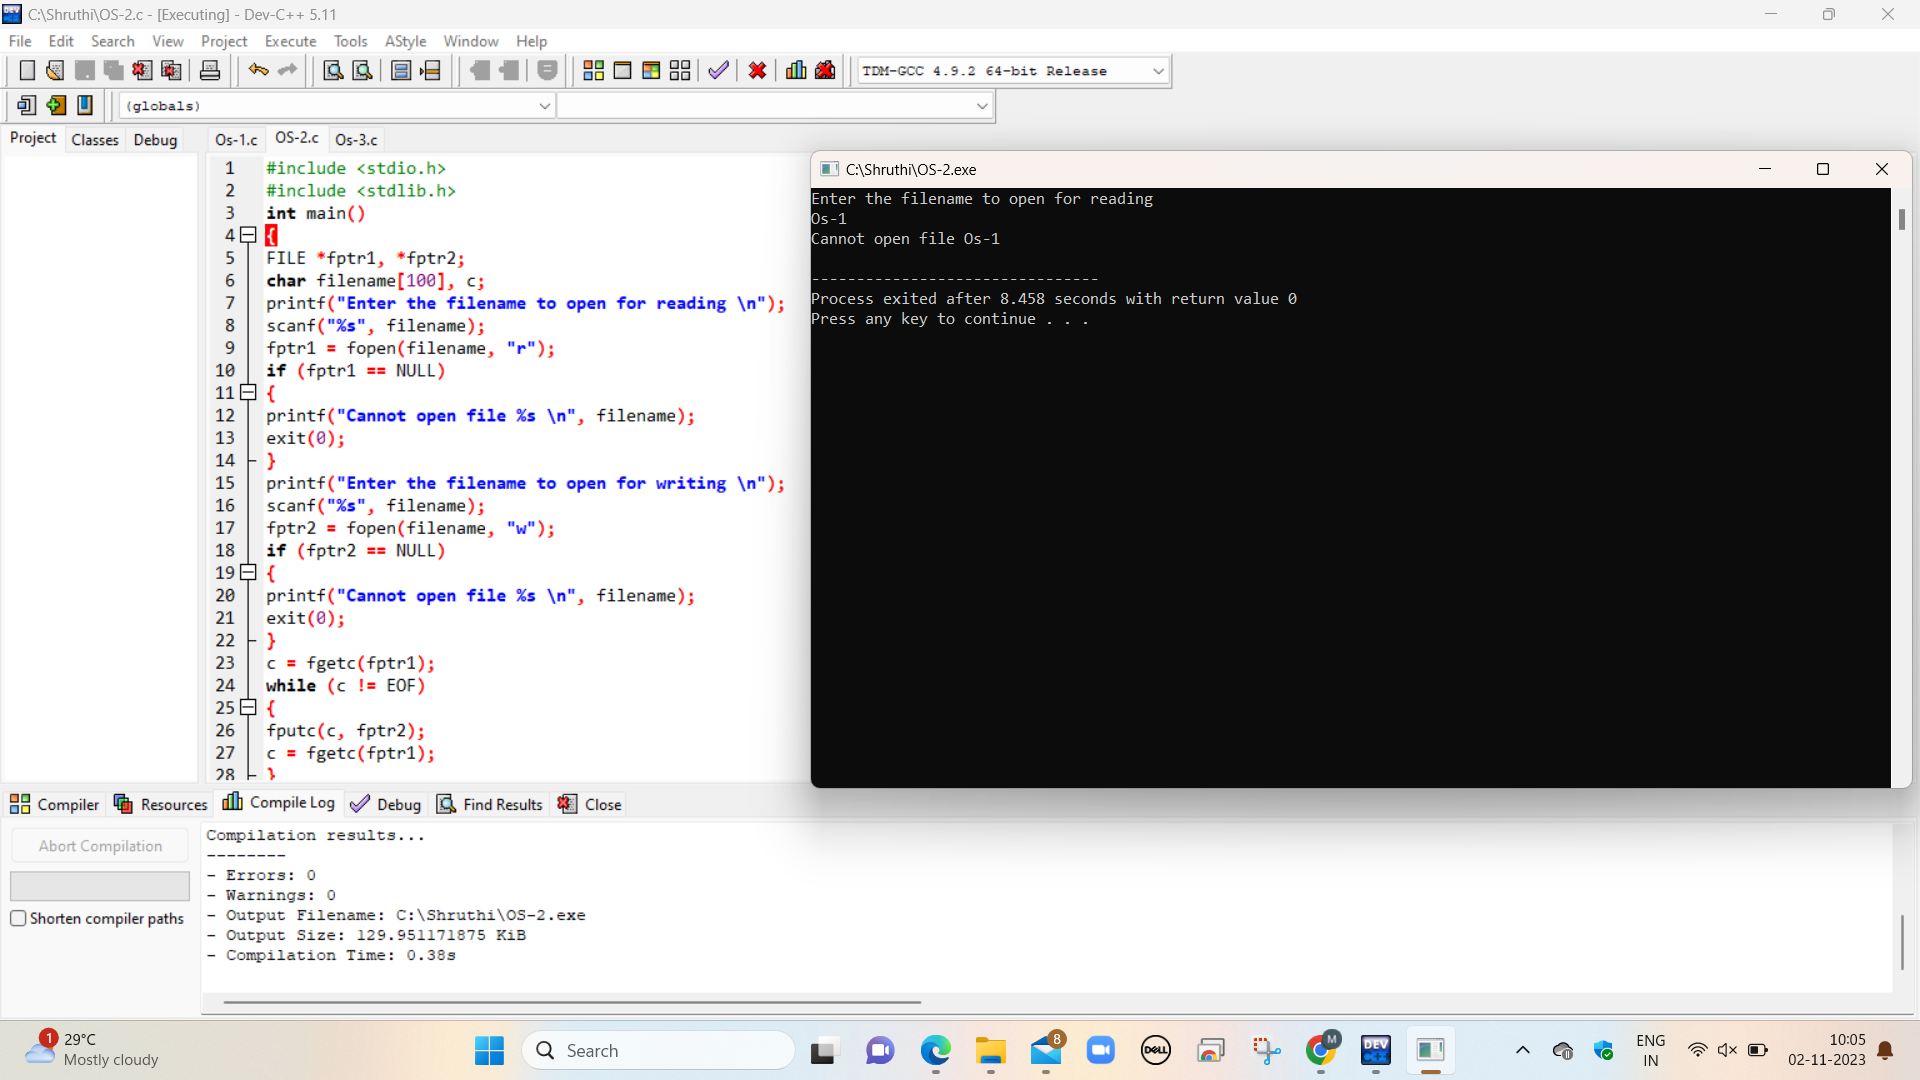 C:\Shruthi\OS-2.c - [Executing] - Dev-C++ 5.11
File Edit Search View Project Execute Tools AStyle Window Help
TDM-GCC 4.9.2 64-bit Release
(globals)
Project Classes Debug
Os-1.c OS-2.c Os-3.c
1 #include <stdio.h>
2 #include <stdlib.h>
3 int main()
4 {
5 FILE *fptr1, *fptr2;
6 char filename[100], c;
7 printf("Enter the filename to open for reading \n");
8 scanf("%s", filename);
9 fptr1 = fopen(filename, "r");
10 if (fptr1 == NULL)
11 {
12 printf("Cannot open file %s \n", filename);
13 exit(0);
14 }
15 printf("Enter the filename to open for writing \n");
16 scanf("%s", filename);
17 fptr2 = fopen(filename, "w");
18 if (fptr2 == NULL)
19 {
20 printf("Cannot open file %s \n", filename);
21 exit(0);
22 }
23 c = fgetc(fptr1);
24 while (c != EOF)
25 {
26 fputc(c, fptr2);
27 c = fgetc(fptr1);
28 }
C:\Shruthi\OS-2.exe
Enter the filename to open for reading
Os-1
Cannot open file Os-1
--------------------------------
Process exited after 8.458 seconds with return value 0
Press any key to continue . . .
Compiler Resources Compile Log Debug Find Results Close
Abort Compilation
Shorten compiler paths
Compilation results...
--------
- Errors: 0
- Warnings: 0
- Output Filename: C:\Shruthi\OS-2.exe
- Output Size: 129.951171875 KiB
- Compilation Time: 0.38s
1
29°C
Mostly cloudy
Search
8
DELL
M
DEV
C++
ENG
IN
10:05
02-11-2023